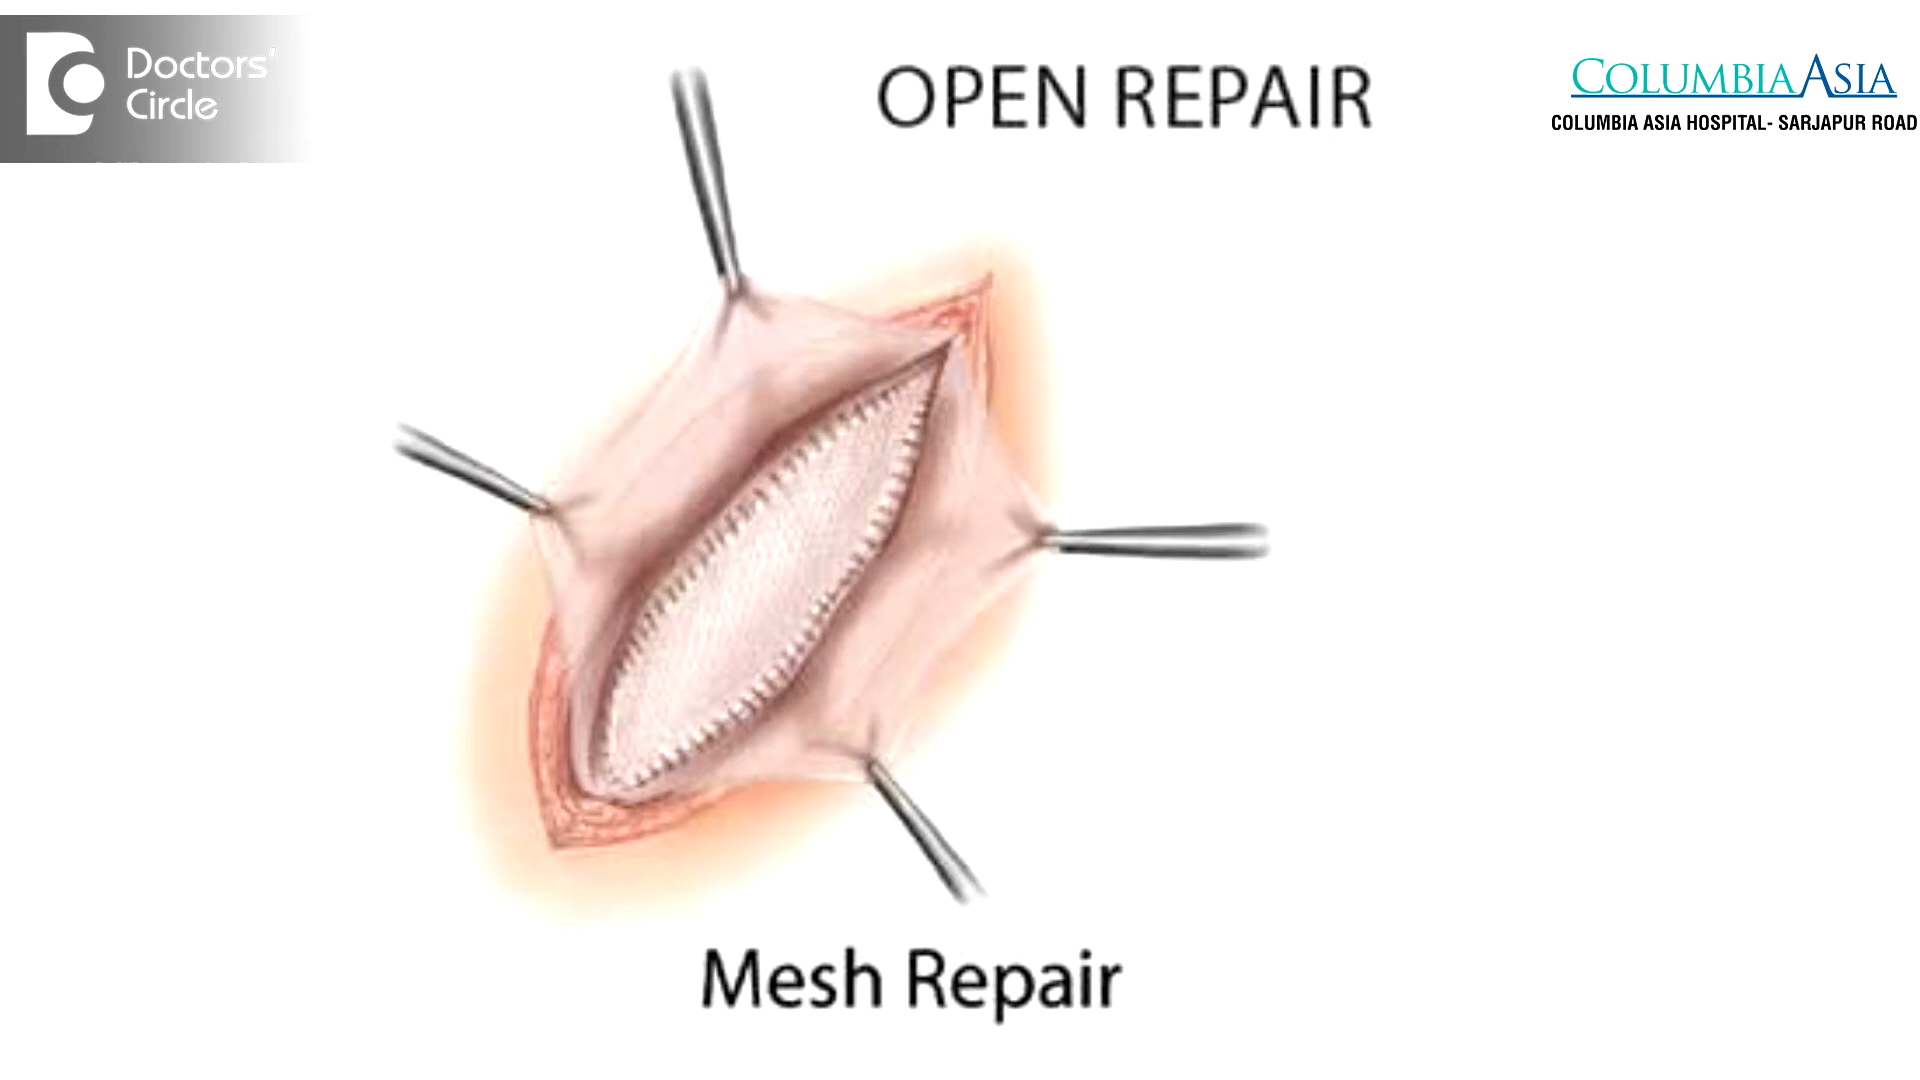 Doctors'
Circle
OPEN REPAIR
COLUMBIA ASIA
COLUMBIA ASIA HOSPITAL- SARJAPUR ROAD
Mesh Repair